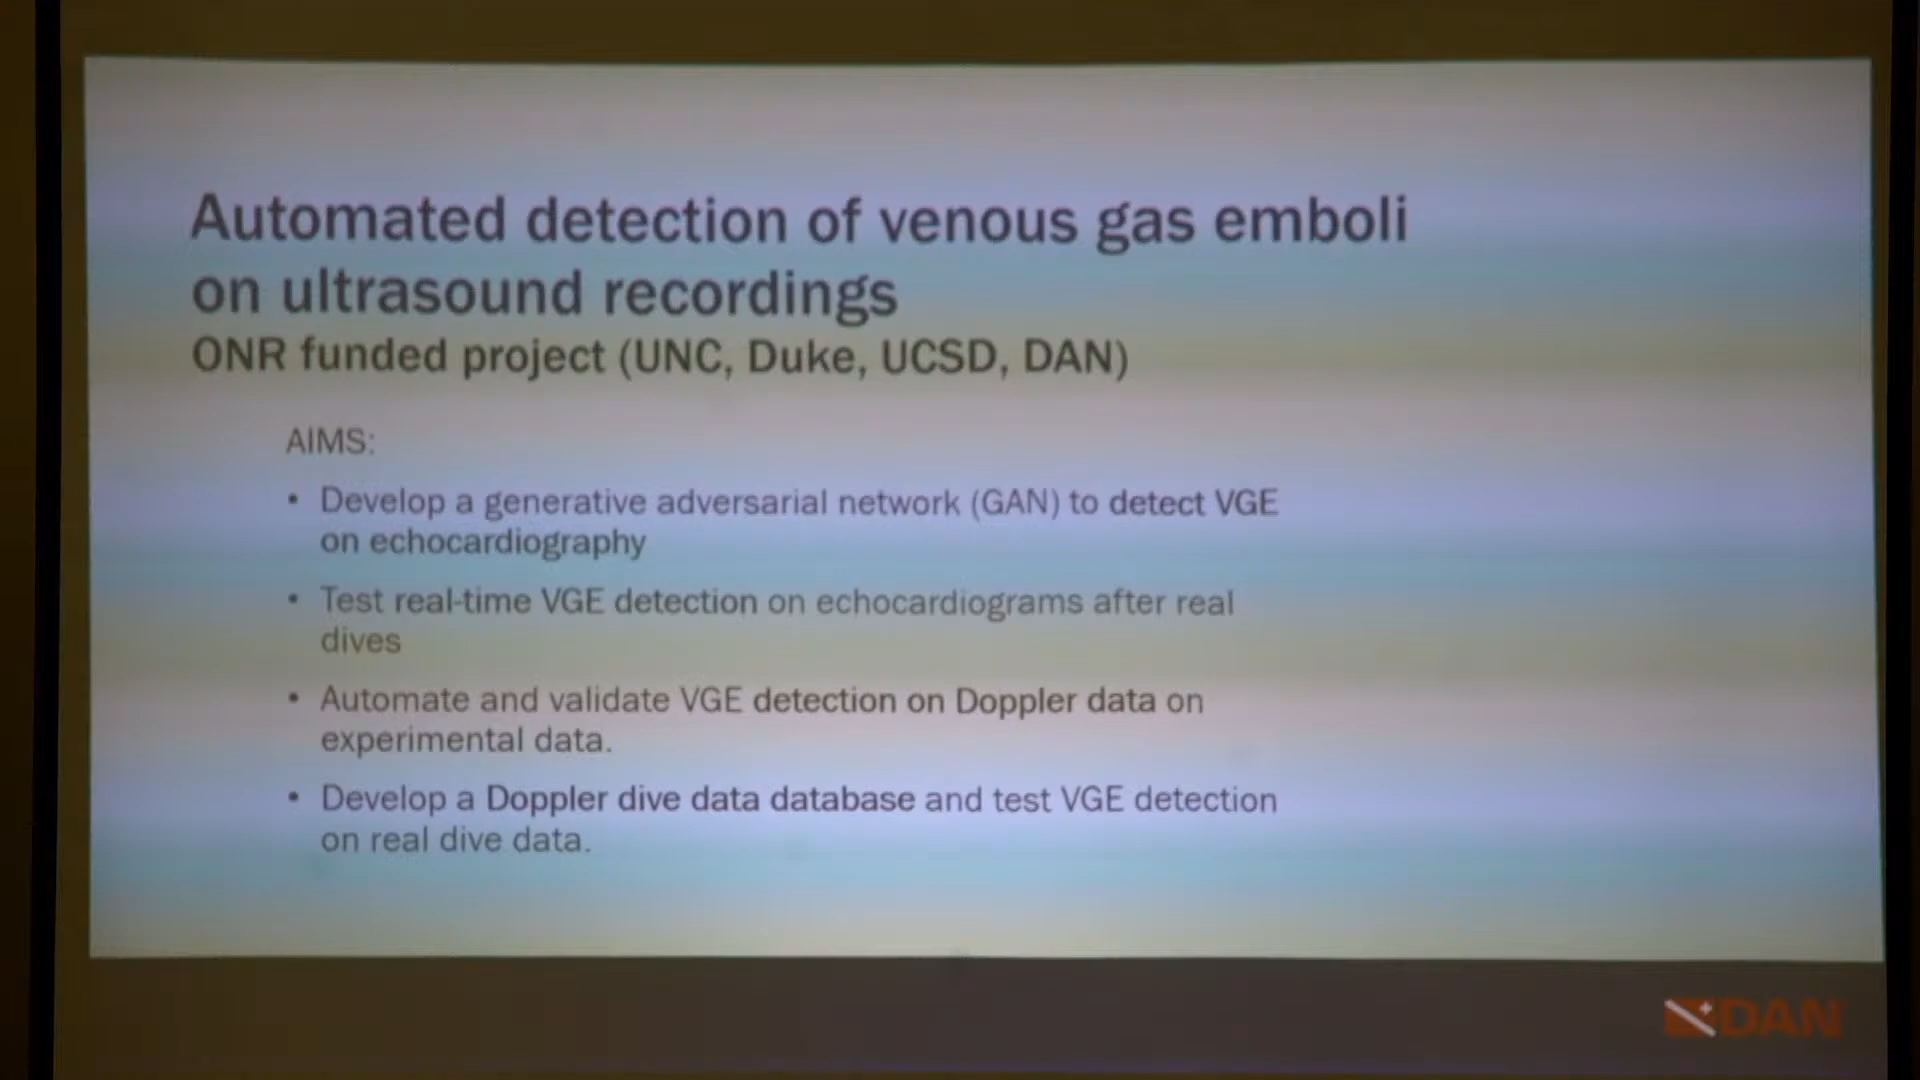 Automated detection of venous gas emboli
on ultrasound recordings
ONR funded project (UNC, Duke, UCSD, DAN)
AIMS:
• Develop a generative adversarial network (GAN) to detect VGE
on echocardiography
• Test real-time VGE detection on echocardiograms after real
dives
• Automate and validate VGE detection on Doppler data on
experimental data.
• Develop a Doppler dive data database and test VGE detection
on real dive data.
DAN